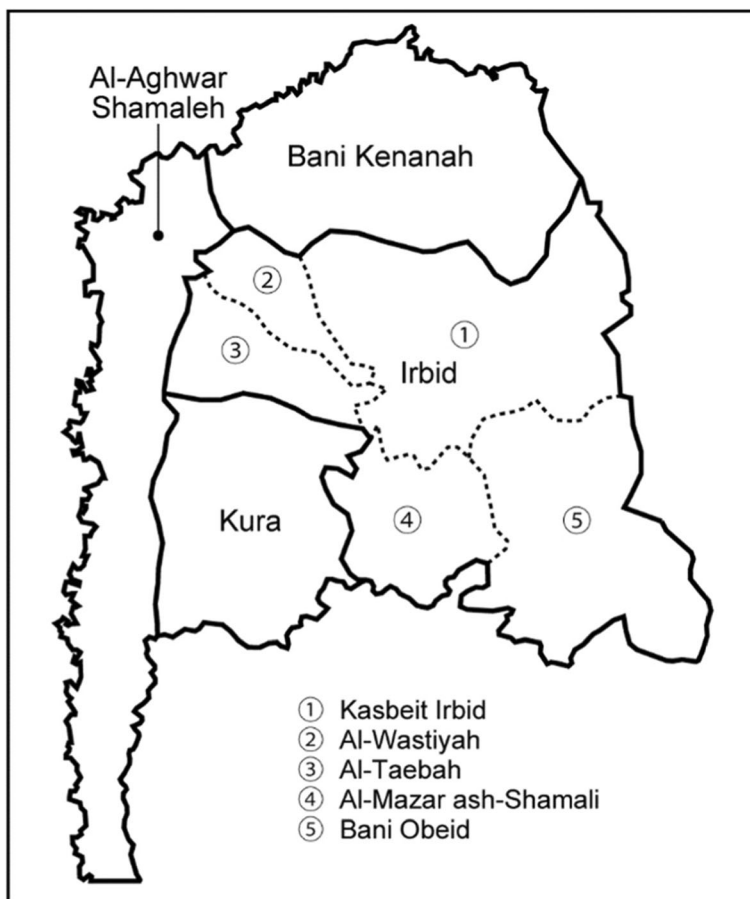 Al-Aghwar
Shamaleh
Bani Kenanah
②
①
③
Irbid
Kura
④
⑤
① Kasbeit Irbid
② Al-Wastiyah
③ Al-Taebah
④ Al-Mazar ash-Shamali
⑤ Bani Obeid